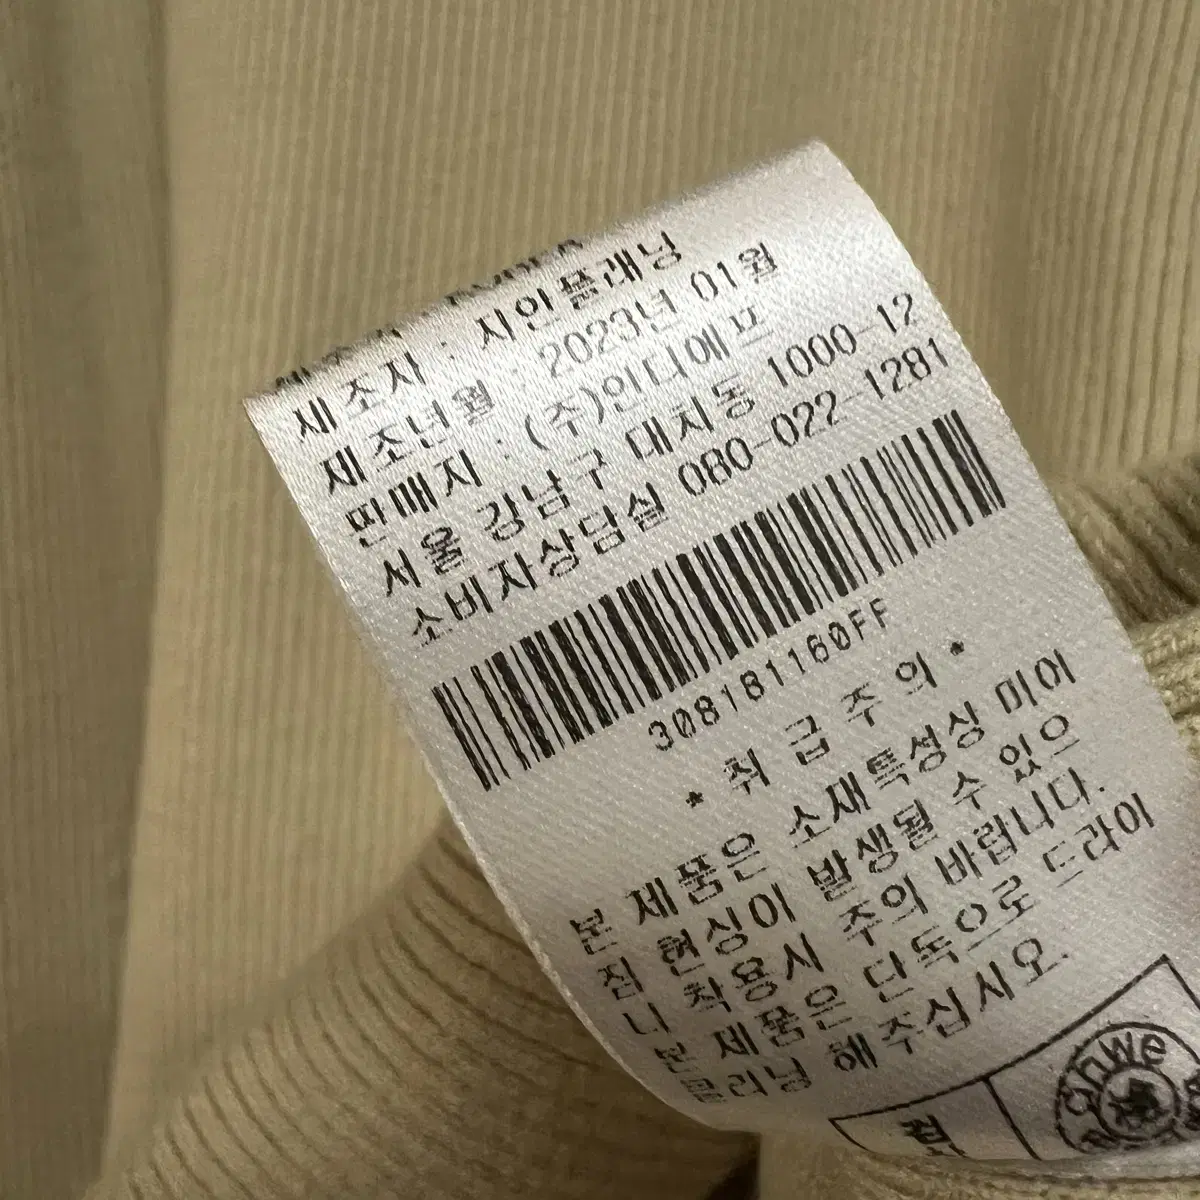 제조자 : 지인플래닝
제조년월 : 2023년 01월
판매자 : (주)인디에프
서울 강남구 대치동 1000-12
소비자상담실 080-022-1281
308181160FF
* 취 급 주 의 *
본 제품은 소재특성상 미어
짐 현상이 발생될 수 있으
니 착용시 주의 바랍니다.
본 제품은 단독으로 드라이
클리닝 해주십시오.